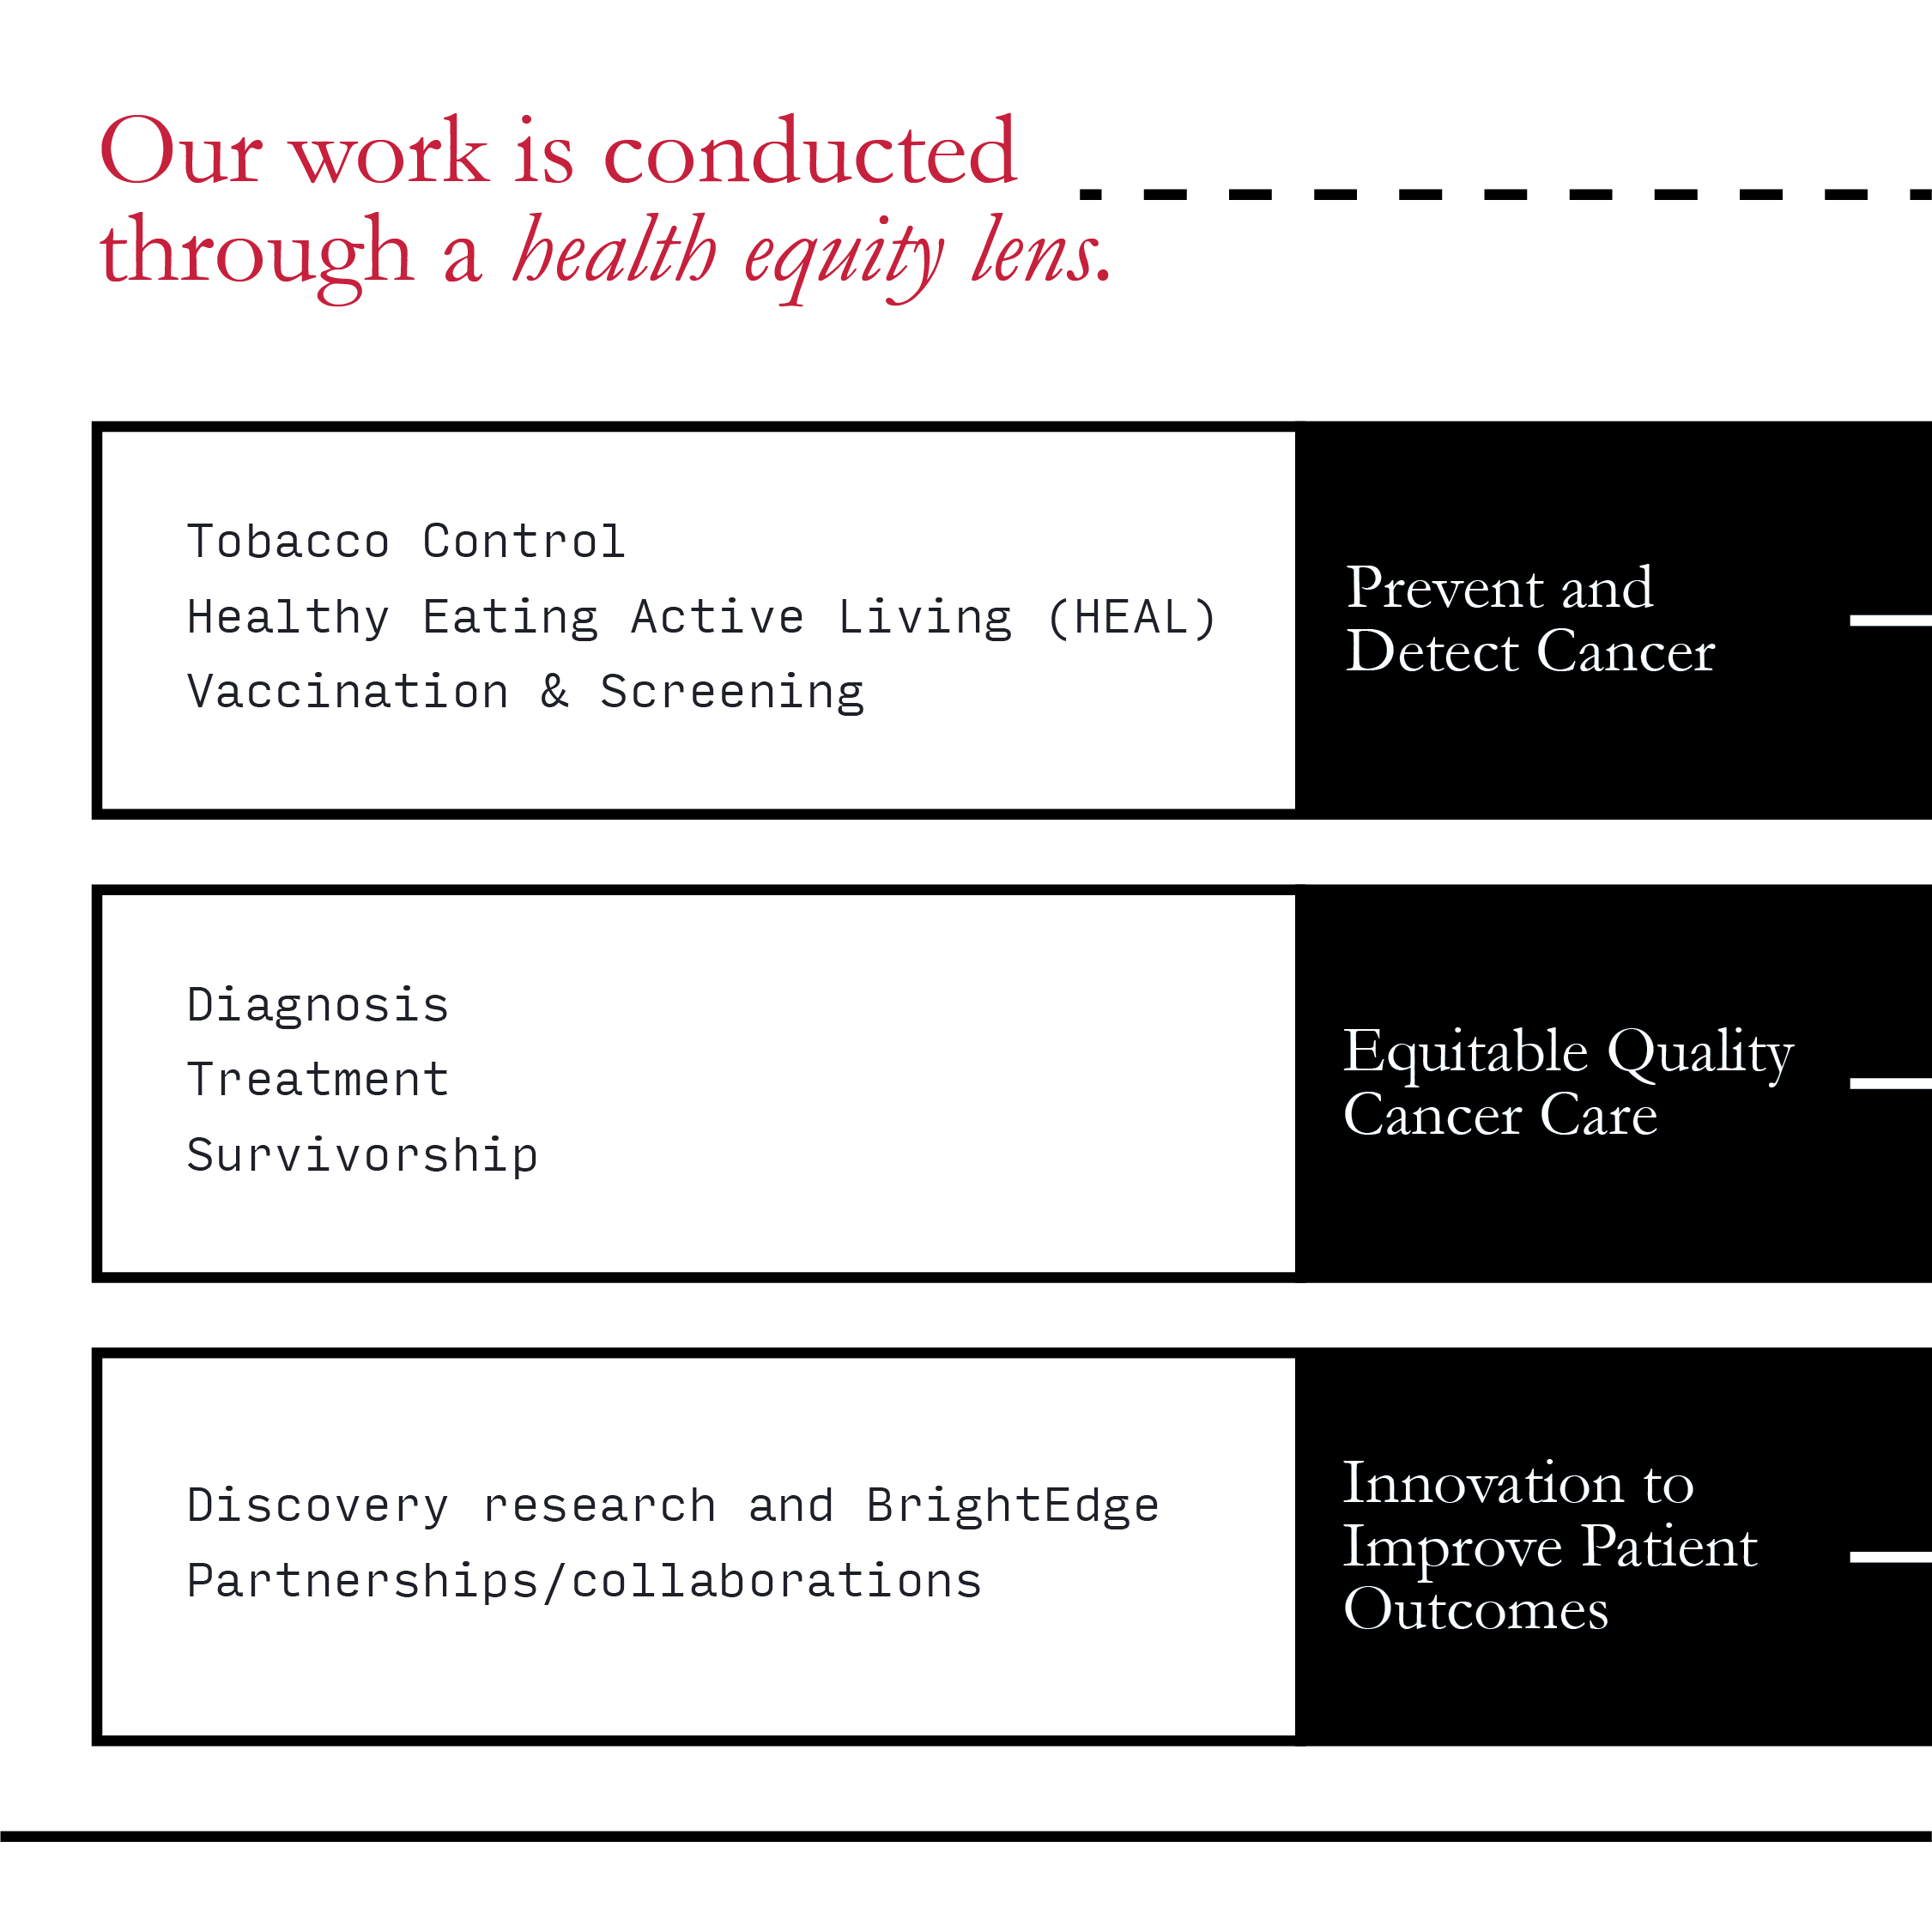 Our work is conducted
through a health equity lens.
Tobacco Control
Healthy Eating Active Living (HEAL)
Vaccination & Screening
Prevent and
Detect Cancer
Diagnosis
Treatment
Survivorship
Equitable Quality
Cancer Care
Discovery research and BrightEdge
Partnerships/collaborations
Innovation to
Improve Patient
Outcomes